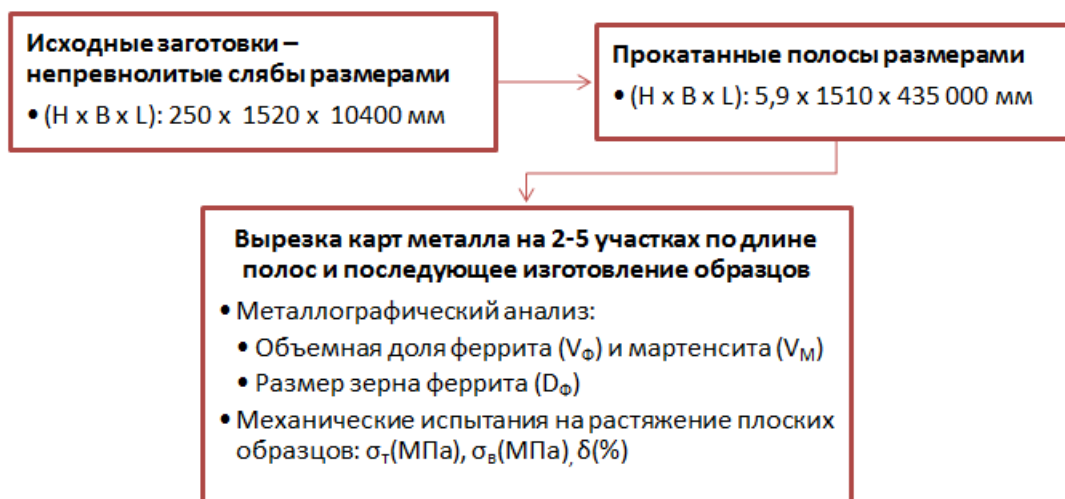 Исходные заготовки –
непревнолитые слябы размерами
• (H x B x L): 250 x 1520 x 10400 мм
Прокатанные полосы размерами
• (H x B x L): 5,9 x 1510 x 435 000 мм
Вырезка карт металла на 2-5 участках по длине
полос и последующее изготовление образцов
• Металлографический анализ:
• Объемная доля феррита (VФ) и мартенсита (VМ)
• Размер зерна феррита (DФ)
• Механические испытания на растяжение плоских
образцов: σт(МПа), σв(МПа), δ(%)